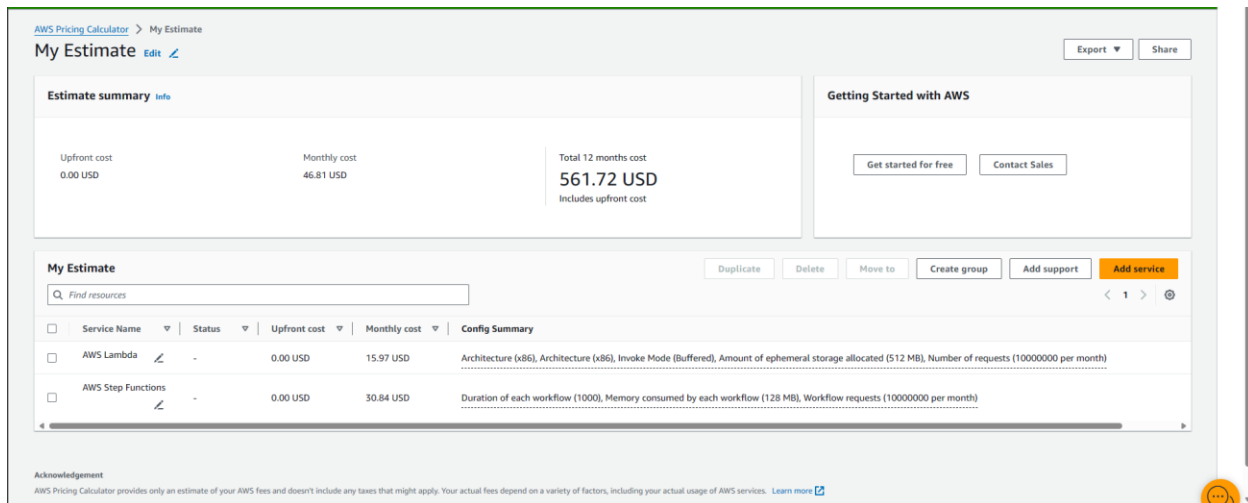 AWS Pricing Calculator > My Estimate
My Estimate Edit
Export ▼ Share
Estimate summary Info
Getting Started with AWS
Upfront cost
0.00 USD
Monthly cost
46.81 USD
Total 12 months cost
561.72 USD
Includes upfront cost
Get started for free Contact Sales
My Estimate
Duplicate Delete Move to Create group Add support Add service
Find resources
< 1 >
Service Name Status Upfront cost Monthly cost Config Summary
AWS Lambda - 0.00 USD 15.97 USD Architecture (x86), Architecture (x86), Invoke Mode (Buffered), Amount of ephemeral storage allocated (512 MB), Number of requests (10000000 per month)
AWS Step Functions - 0.00 USD 30.84 USD Duration of each workflow (1000), Memory consumed by each workflow (128 MB), Workflow requests (10000000 per month)
Acknowledgement
AWS Pricing Calculator provides only an estimate of your AWS fees and doesn't include any taxes that might apply. Your actual fees depend on a variety of factors, including your actual usage of AWS services. Learn more